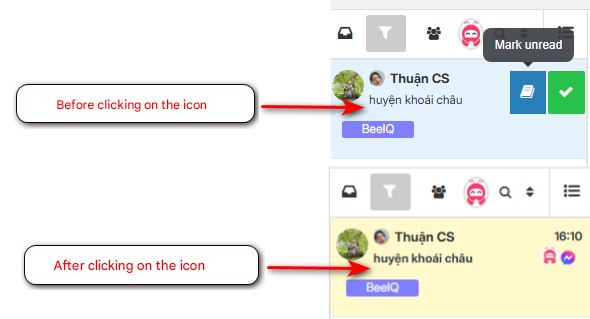 Mark unread
Thuận CS
Before clicking on the icon
huyện khoái châu
BeeIQ
Thuận CS
16:10
After clicking on the icon
huyện khoái châu
BeeIQ